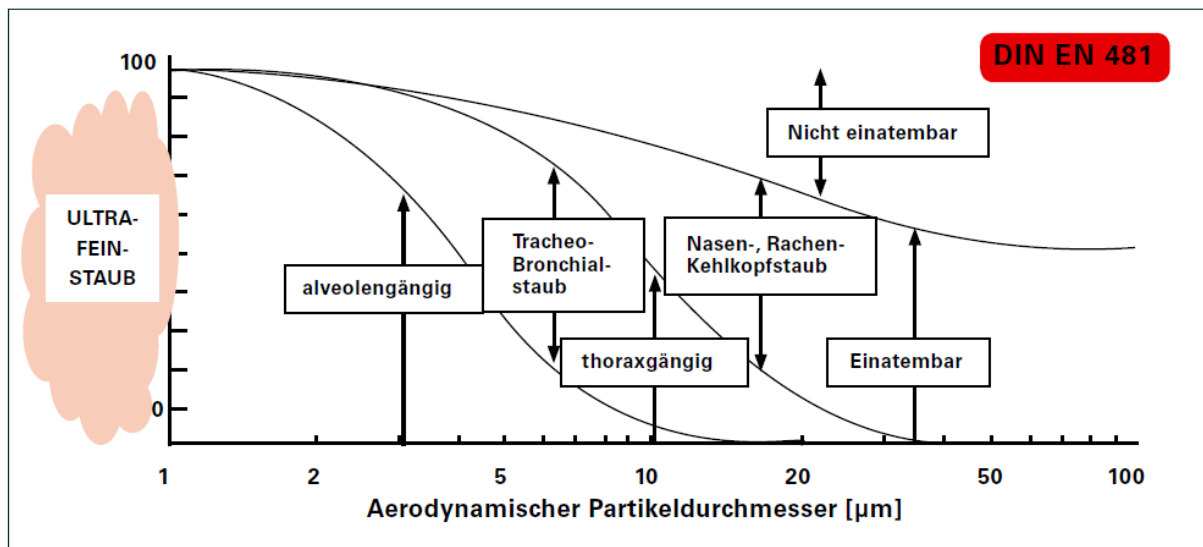 DIN EN 481
100
Nicht einatembar
ULTRA-
FEIN-
STAUB
Tracheo-
Bronchial-
staub
Nasen-, Rachen-
Kehlkopfstaub
alveolengängig
thoraxgängig
Einatembar
0
1 2 5 10 20 50 100
Aerodynamischer Partikeldurchmesser [µm]